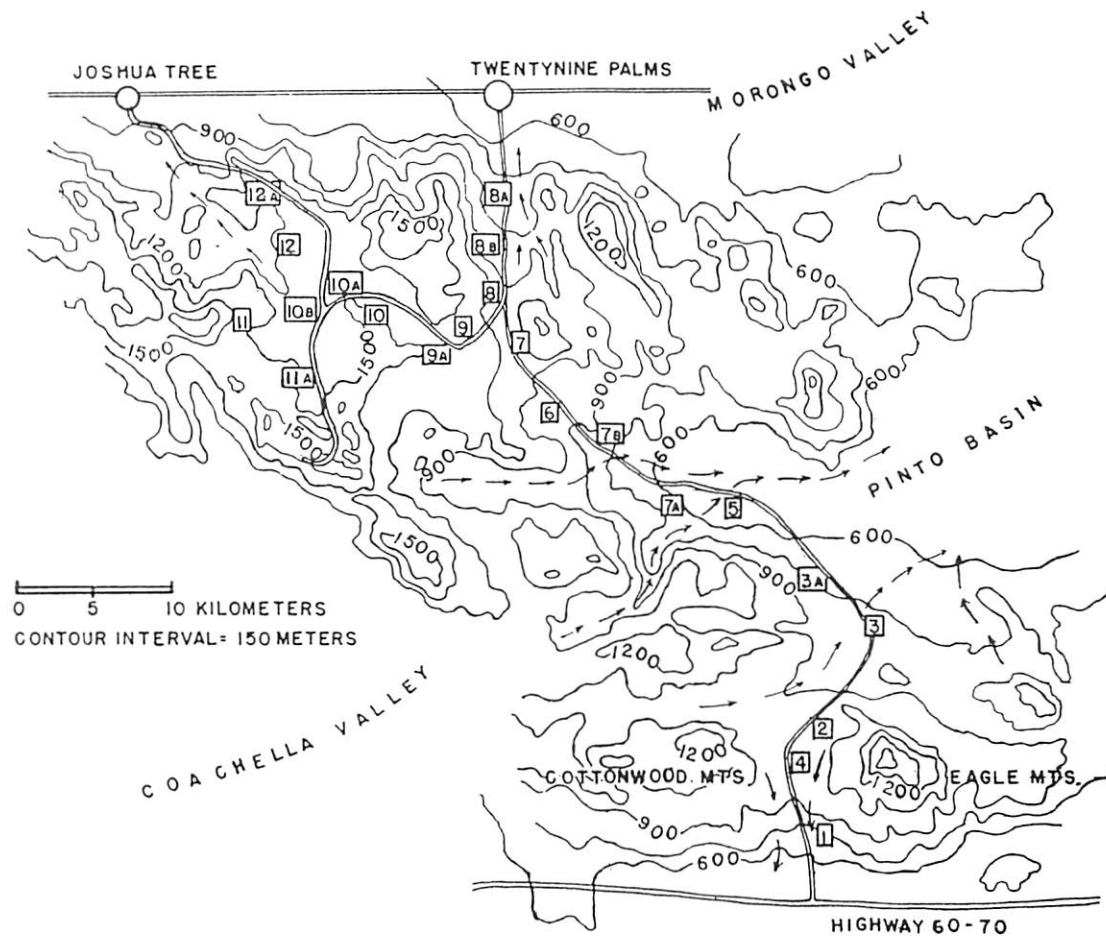 JOSHUA TREE
TWENTYNINE PALMS
MORONGO VALLEY
900
600
12A
8A
1500
1200
600
1200
12
8B
10A
8
11
10B
10
9
7
1500
1500
9A
600
11A
6
900
7B
1500
900
600
PINTO BASIN
7A
5
1500
600
3A
900
0 5 10 KILOMETERS
CONTOUR INTERVAL= 150 METERS
3
1200
COACHELLA VALLEY
2
1200
4
COTTONWOOD MTS.
EAGLE MTS.
1200
900
1
600
HIGHWAY 60-70